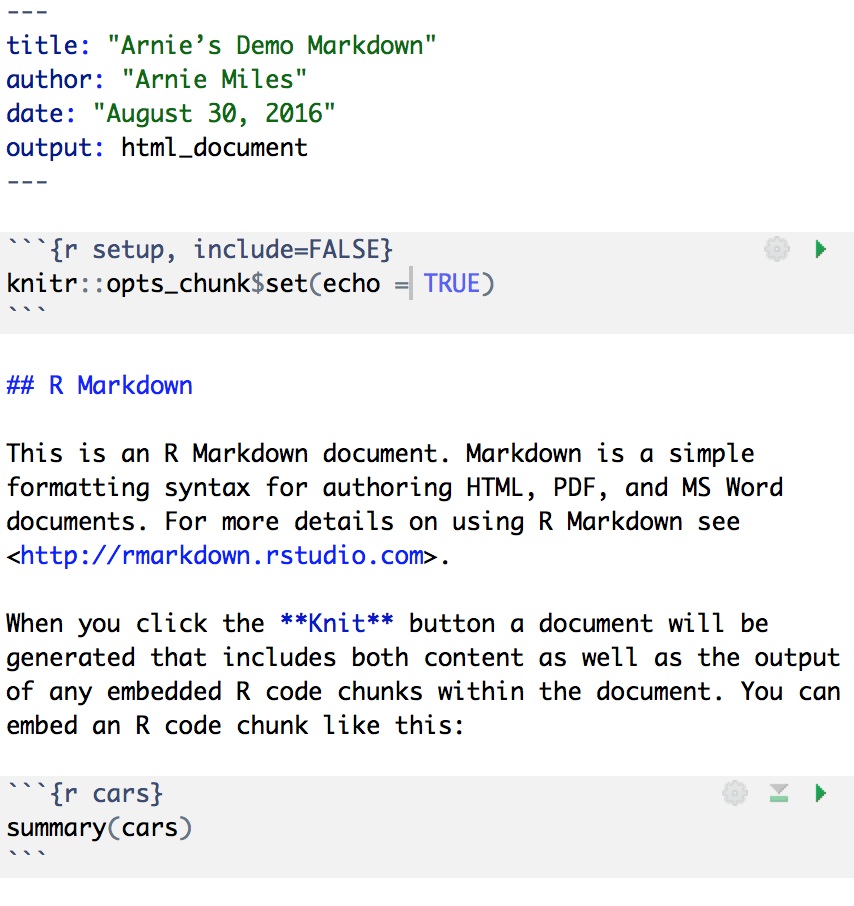 ---
title: "Arnie’s Demo Markdown"
author: "Arnie Miles"
date: "August 30, 2016"
output: html_document
---
```{r setup, include=FALSE}
knitr::opts_chunk$set(echo = TRUE)
```
## R Markdown
This is an R Markdown document. Markdown is a simple
formatting syntax for authoring HTML, PDF, and MS Word
documents. For more details on using R Markdown see
<http://rmarkdown.rstudio.com>.
When you click the **Knit** button a document will be
generated that includes both content as well as the output
of any embedded R code chunks within the document. You can
embed an R code chunk like this:
```{r cars}
summary(cars)
```